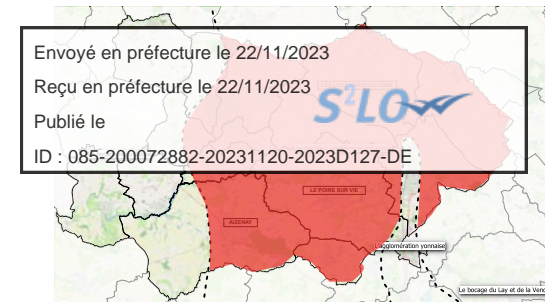 Envoyé en préfecture le 22/11/2023
Reçu en préfecture le 22/11/2023
S²LO
Publié le
ID : 085-200072882-20231120-2023D127-DE
LE POIRE SUR VIE
AIZENAY
L'agglomération yonnaise
Le bocage du Lay et de la Vend